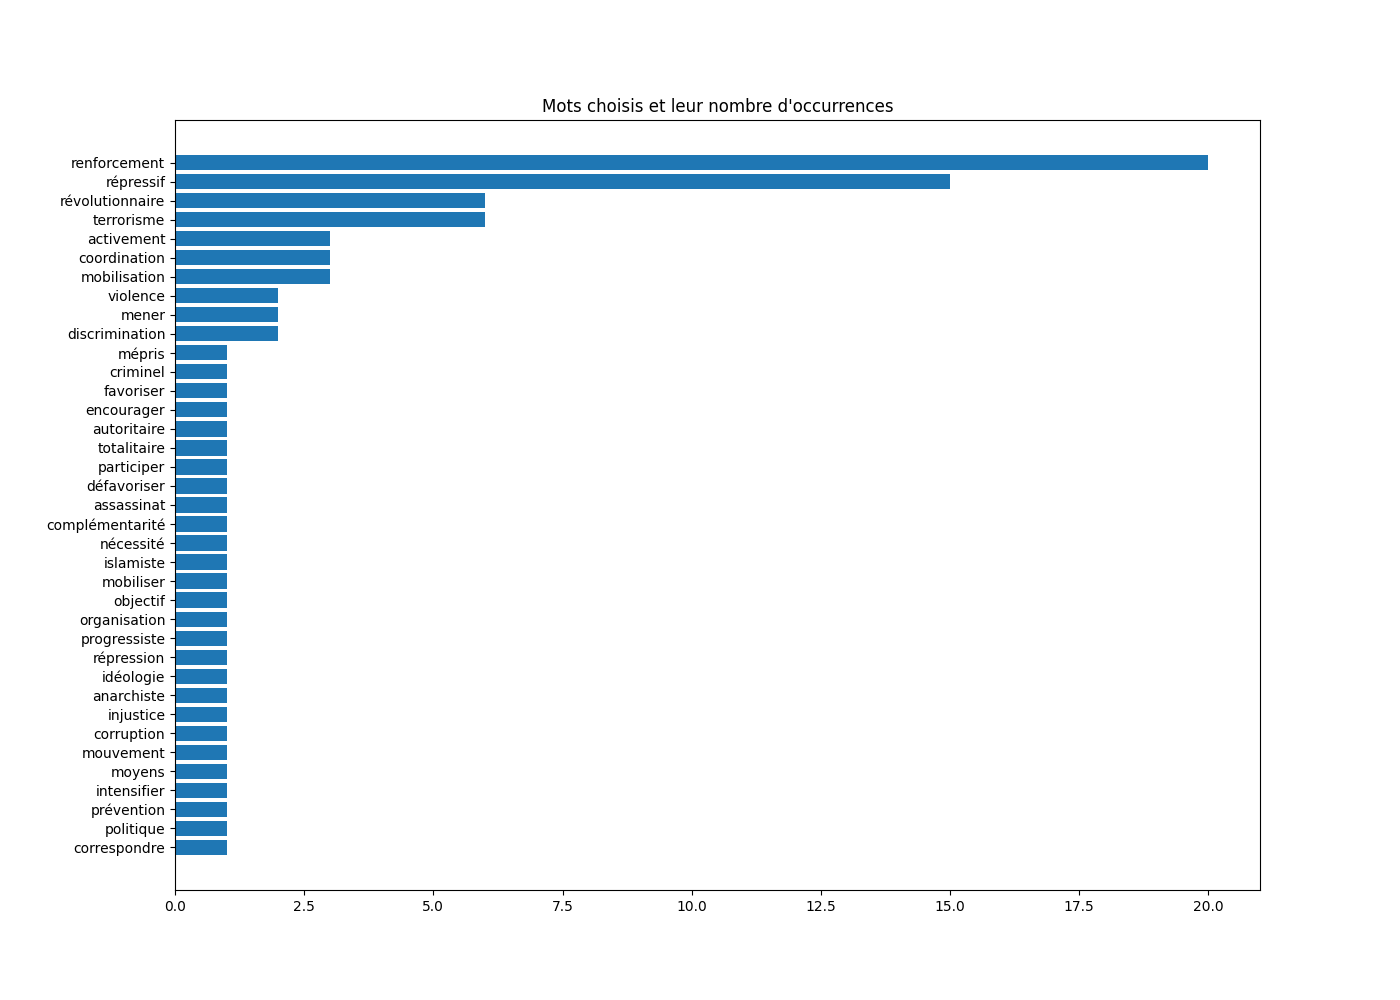 Mots choisis et leur nombre d'occurrences
renforcement
répressif
révolutionnaire
terrorisme
activement
coordination
mobilisation
violence
mener
discrimination
mépris
criminel
favoriser
encourager
autoritaire
totalitaire
participer
défavoriser
assassinat
complémentarité
nécessité
islamiste
mobiliser
objectif
organisation
progressiste
répression
idéologie
anarchiste
injustice
corruption
mouvement
moyens
intensifier
prévention
politique
correspondre
0.0 2.5 5.0 7.5 10.0 12.5 15.0 17.5 20.0